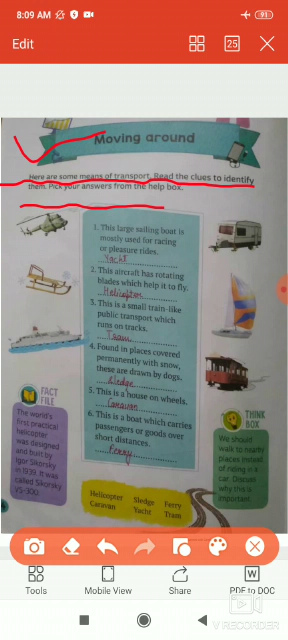 8:09 AM
91
Edit
25
Moving around
Here are some means of transport. Read the clues to identify
them. Pick your answers from the help box.
1. This large sailing boat is
mostly used for racing
or pleasure rides.
Yacht
2. This aircraft has rotating
blades which help it to fly.
Helicopter
3. This is a small train-like
public transport which
runs on tracks.
Tram
4. Found in places covered
permanently with snow,
these are drawn by dogs.
Sledge
5. This is a house on wheels.
Caravan
6. This is a boat which carries
passengers or goods over
short distances.
Ferry
FACT
FILE
The world's
first practical
helicopter
was designed
and built by
Igor Sikorsky
in 1939. It was
called Sikorsky
VS-300.
THINK
BOX
We should
walk to nearby
places instead
of riding in a
car. Discuss
why this is
important.
Helicopter Sledge Ferry
Caravan Yacht Tram
Tools
Mobile View
Share
PDF to DOC
V RECORDER